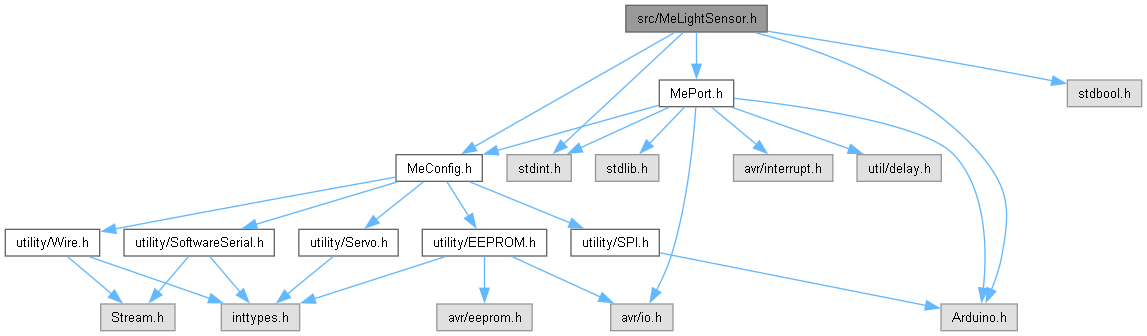 src/MeLightSensor.h
MePort.h
stdbool.h
MeConfig.h
stdint.h
stdlib.h
avr/interrupt.h
util/delay.h
utility/Wire.h
utility/SoftwareSerial.h
utility/Servo.h
utility/EEPROM.h
utility/SPI.h
Stream.h
inttypes.h
avr/eeprom.h
avr/io.h
Arduino.h